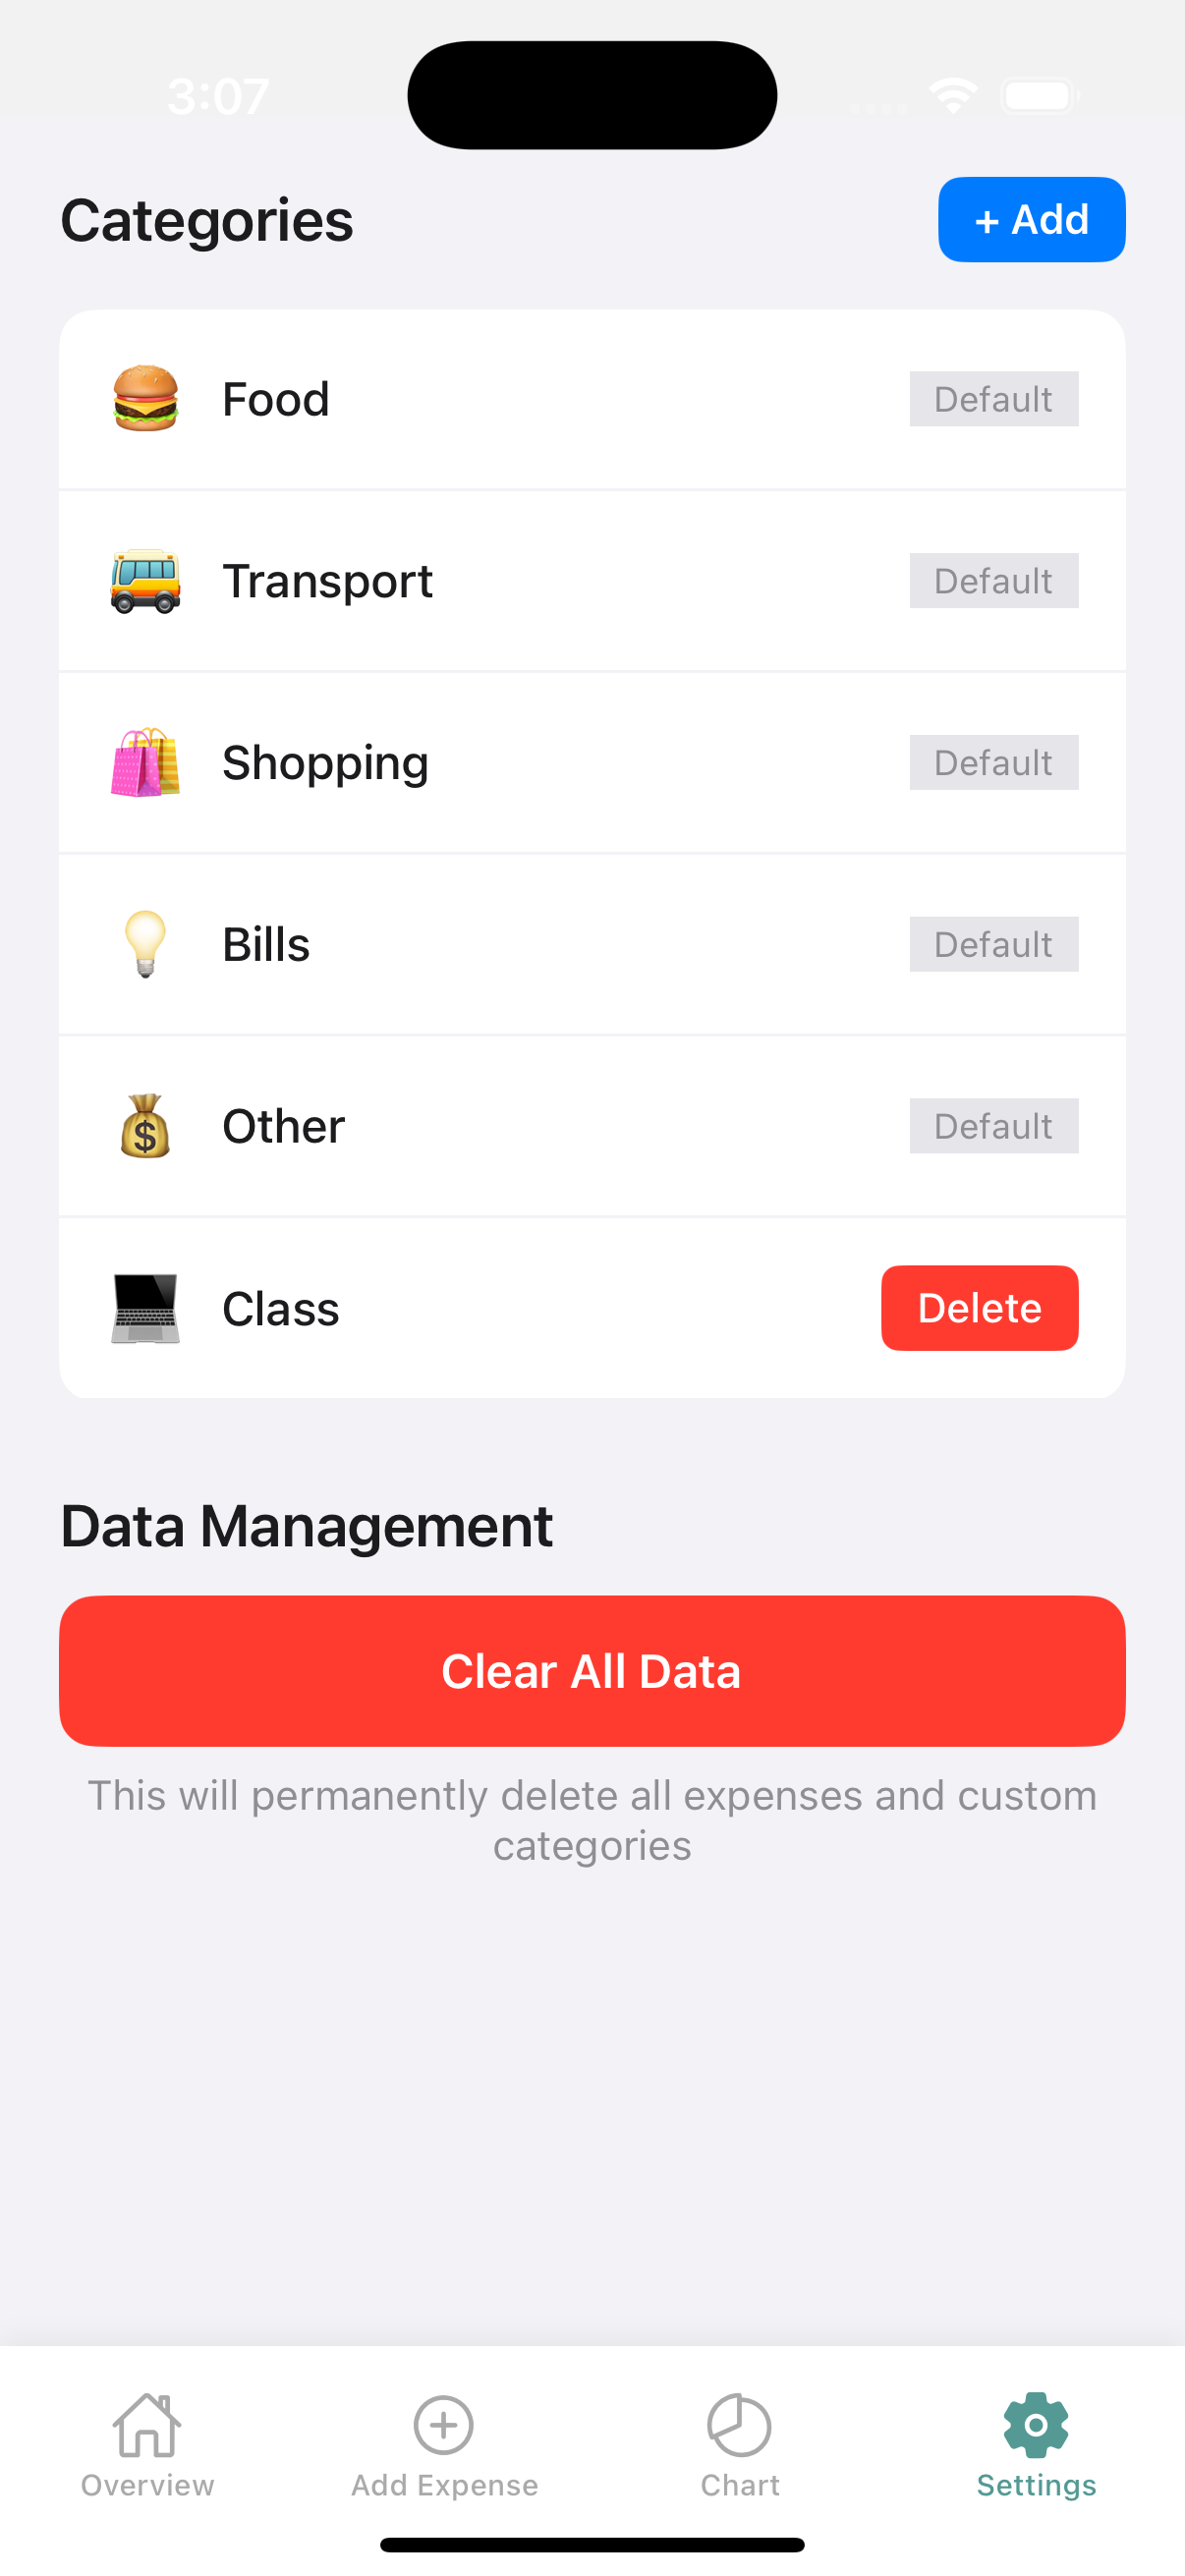 3:07
Categories
+ Add
Food
Default
Transport
Default
Shopping
Default
Bills
Default
Other
Default
Class
Delete
Data Management
Clear All Data
This will permanently delete all expenses and custom
categories
Overview
Add Expense
Chart
Settings